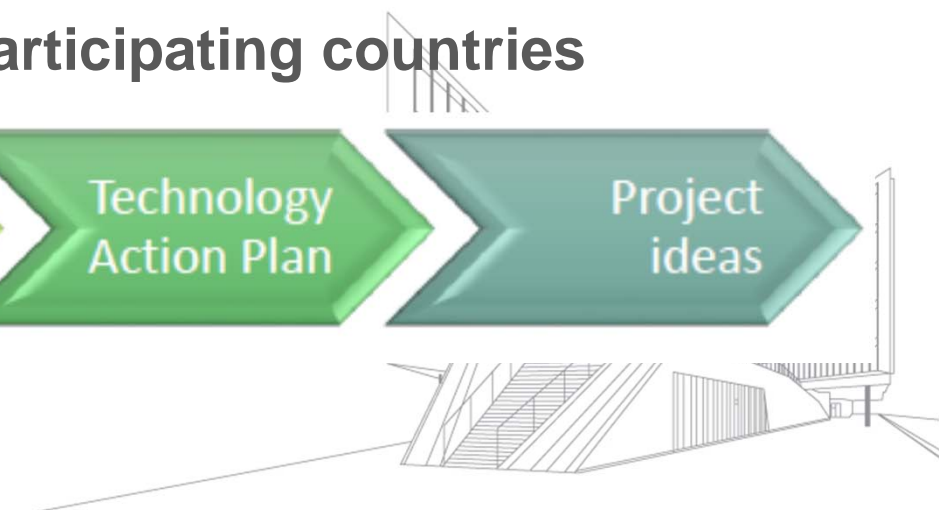 articipating countries
Technology
Action Plan
Project
ideas